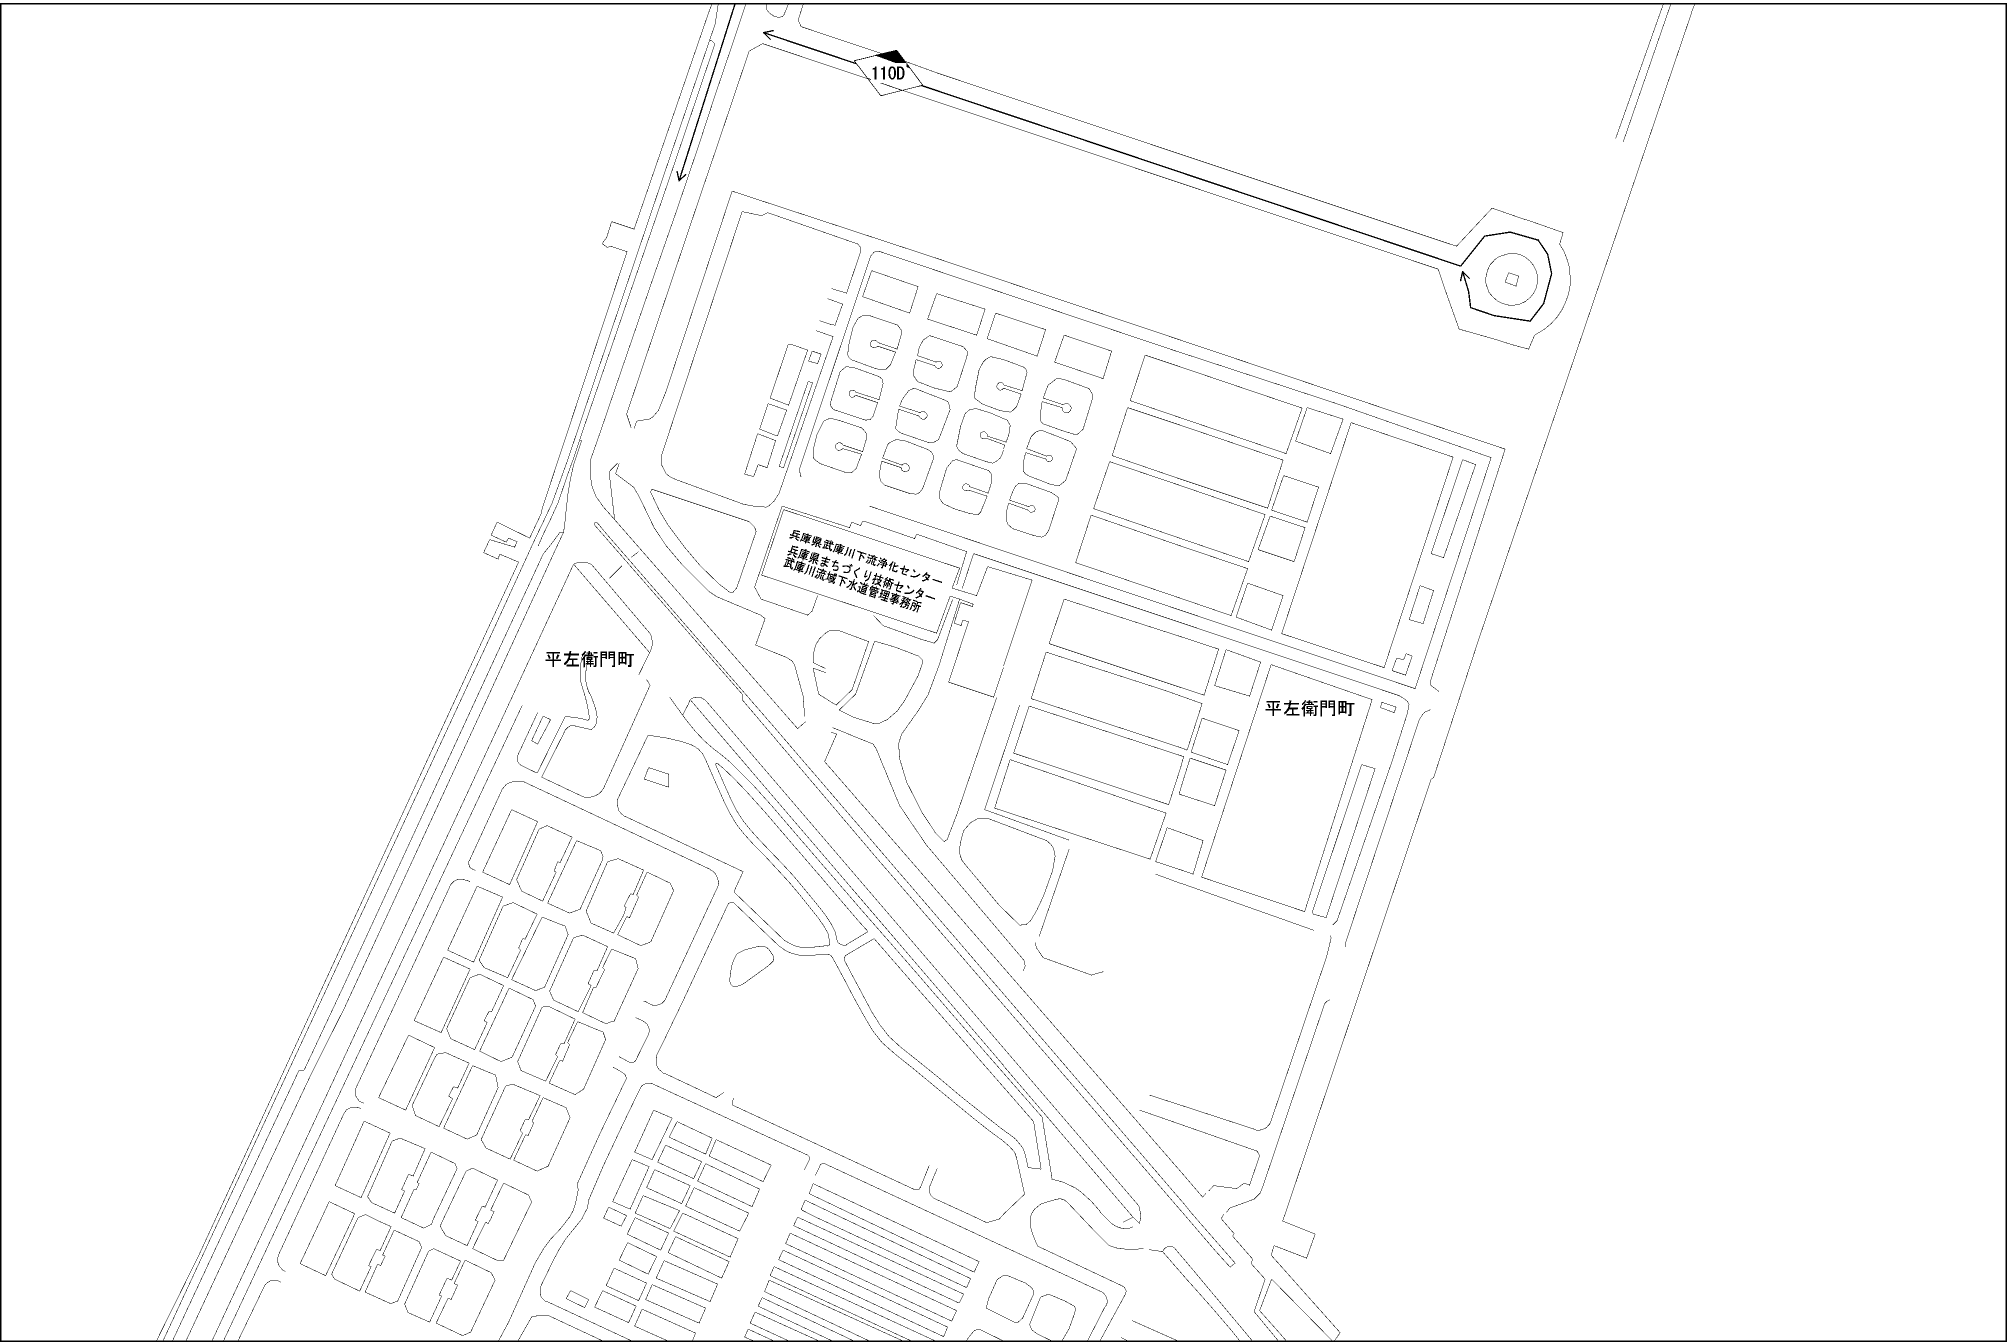 110D
兵庫県武庫川下流浄化センター
兵庫県まちづくり技術センター
武庫川流域下水道管理事務所
平左衛門町
平左衛門町